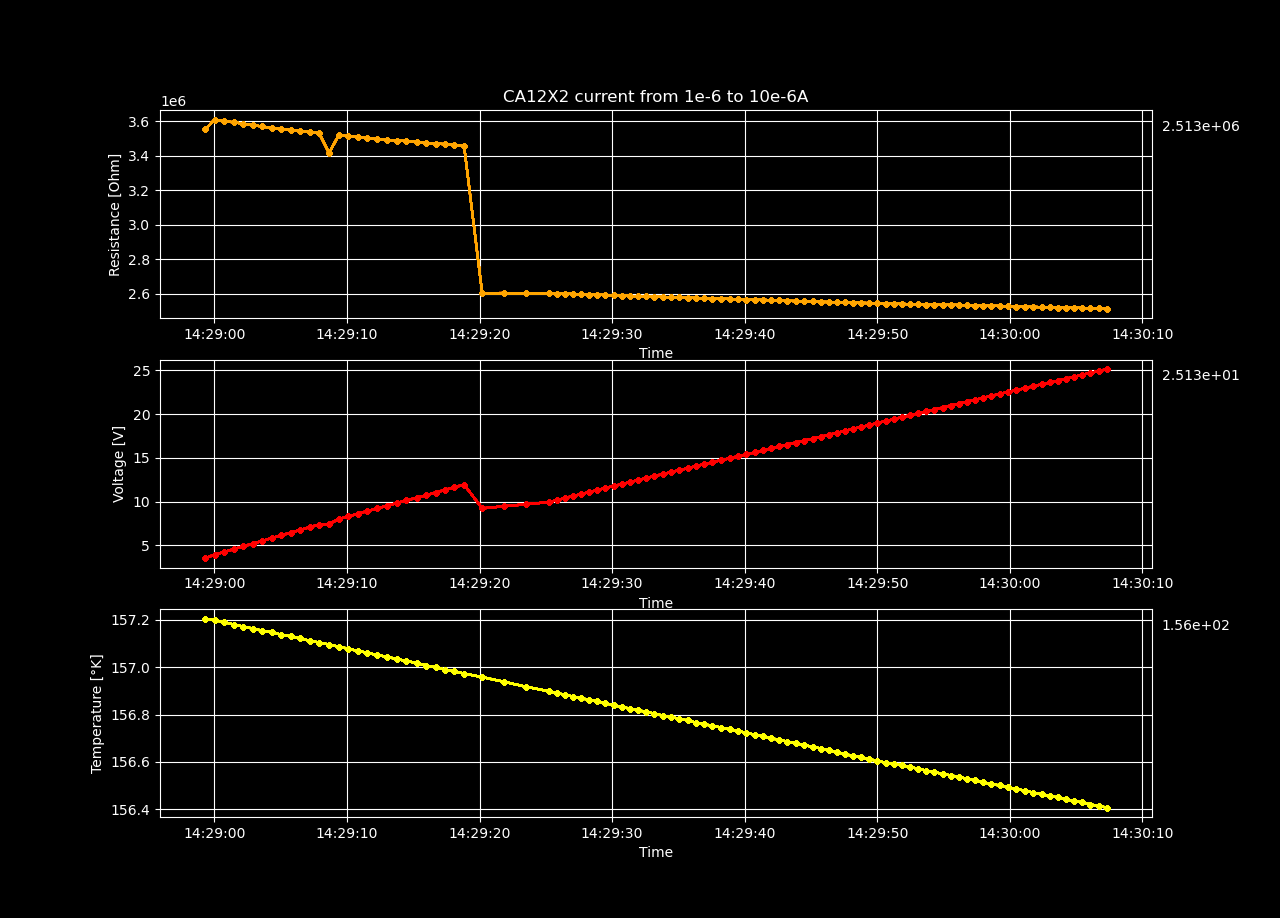 CA12X2 current from 1e-6 to 10e-6A
1e6
2.513e+06
Resistance [Ohm]
3.6
3.4
3.2
3.0
2.8
2.6
14:29:00 14:29:10 14:29:20 14:29:30 14:29:40 14:29:50 14:30:00 14:30:10
Time
2.513e+01
Voltage [V]
25
20
15
10
5
14:29:00 14:29:10 14:29:20 14:29:30 14:29:40 14:29:50 14:30:00 14:30:10
Time
1.56e+02
Temperature [°K]
157.2
157.0
156.8
156.6
156.4
14:29:00 14:29:10 14:29:20 14:29:30 14:29:40 14:29:50 14:30:00 14:30:10
Time